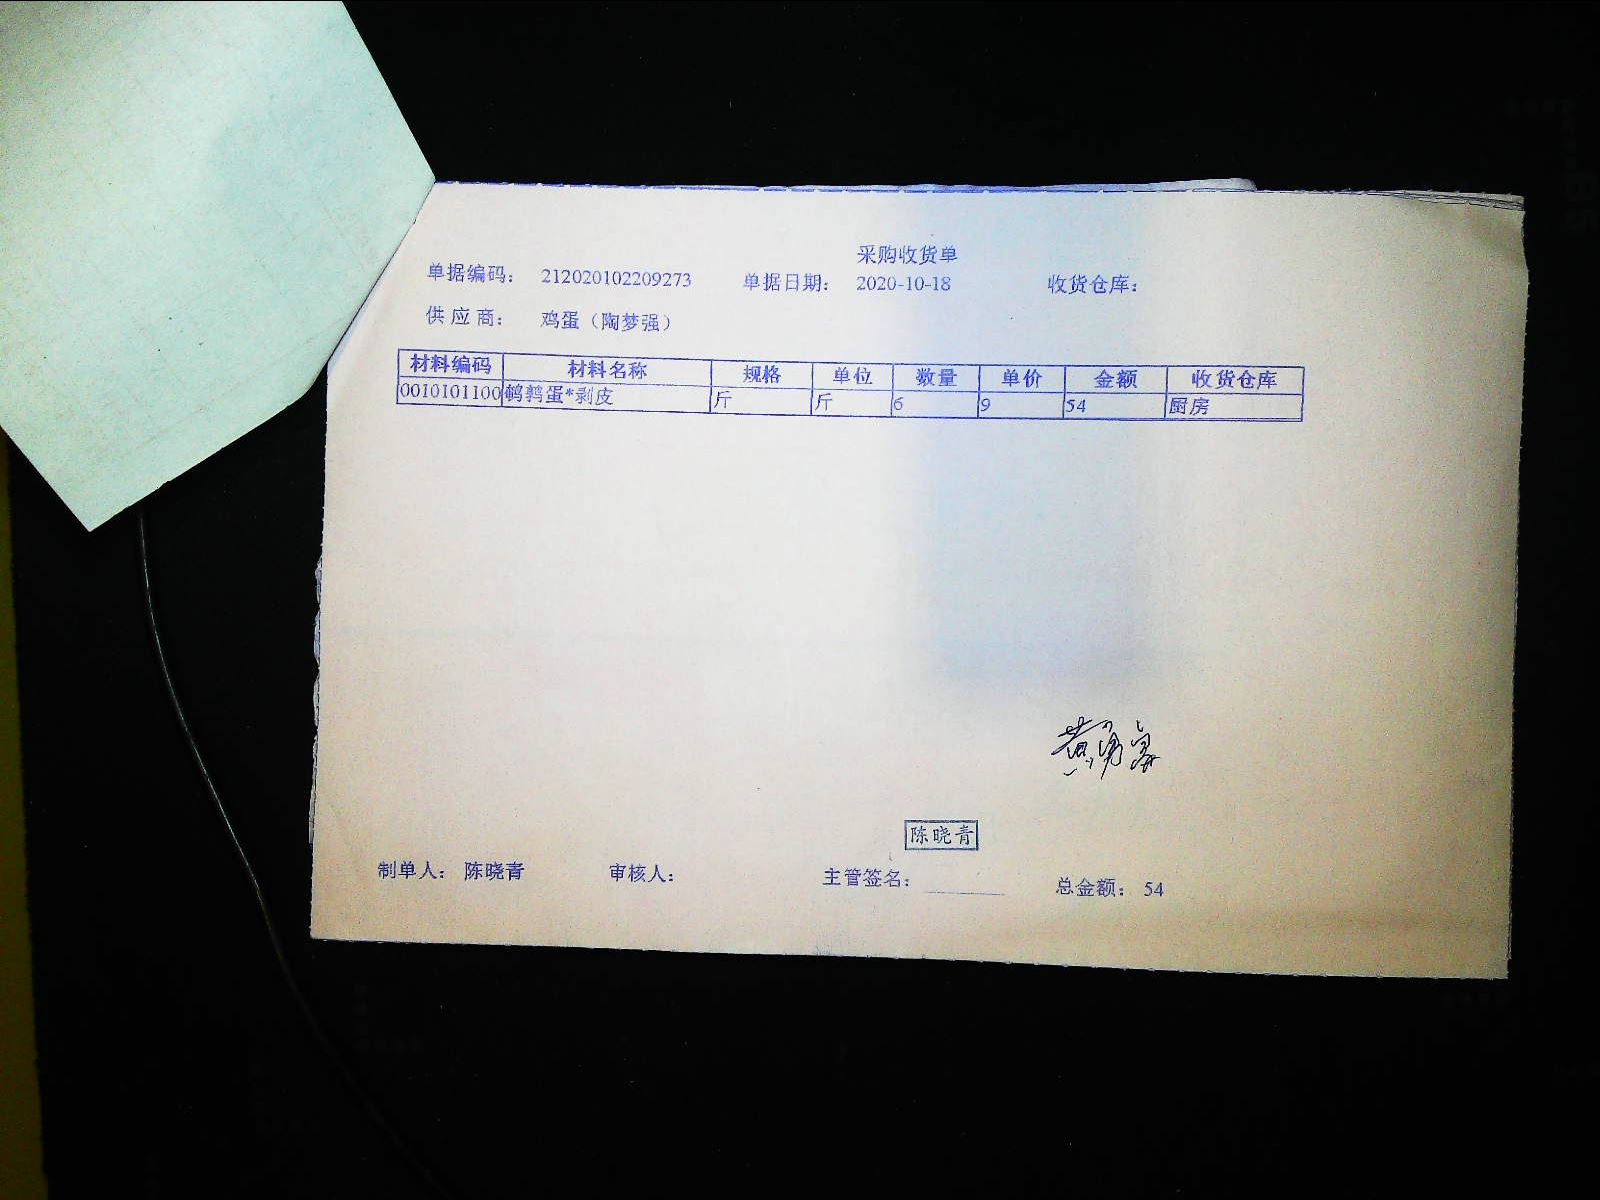 采购收货单
单据编码： 212020102209273 单据日期： 2020-10-18 收货仓库：
供应商： 鸡蛋（陶梦强）
材料编码 材料名称 规格 单位 数量 单价 金额 收货仓库
0010101100 鹌鹑蛋*剥皮 斤 斤 6 9 54 厨房
陈晓青
制单人： 陈晓青 审核人： 主管签名： 总金额： 54